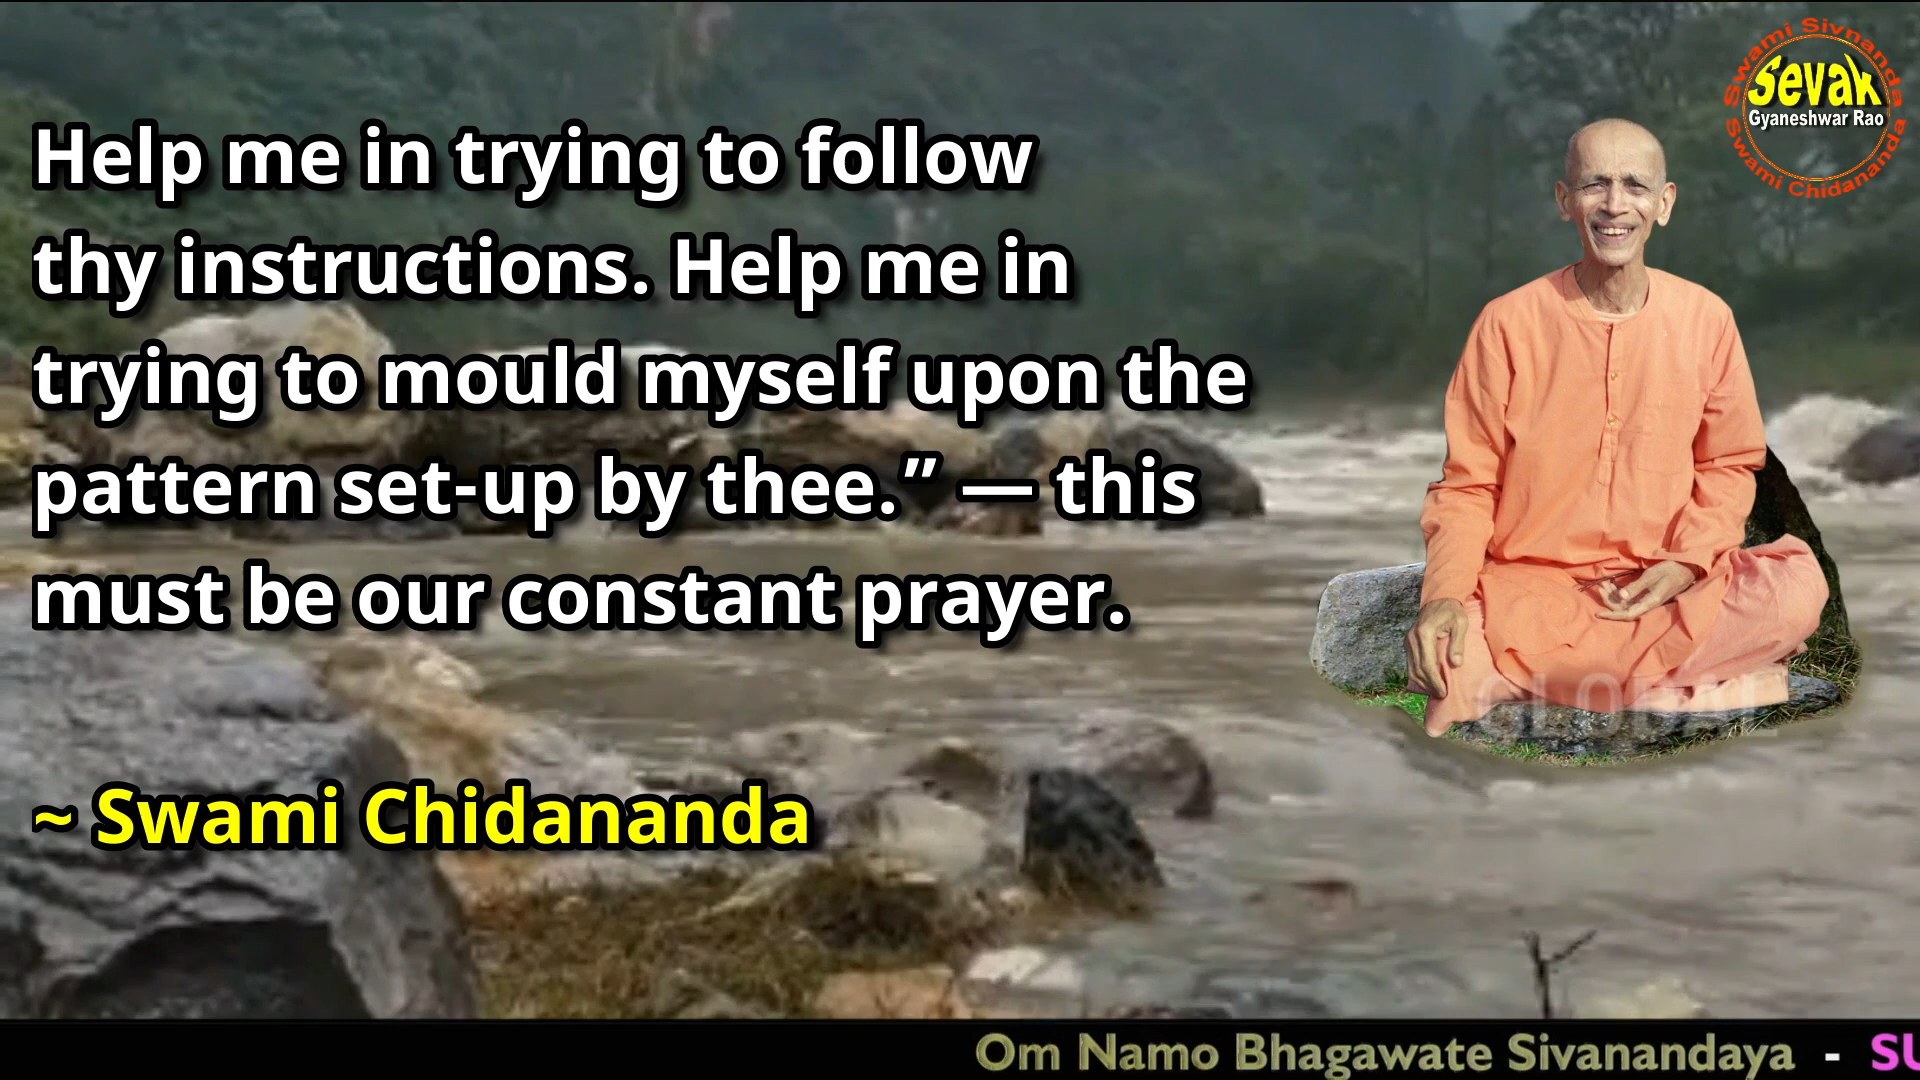 Help me in trying to follow
thy instructions. Help me in
trying to mould myself upon the
pattern set-up by thee.” — this
must be our constant prayer.
~ Swami Chidananda
Swami Sivnanda
Sevak
Gyaneshwar Rao
Swami Chidananda
Om Namo Bhagawate Sivanandaya - SU